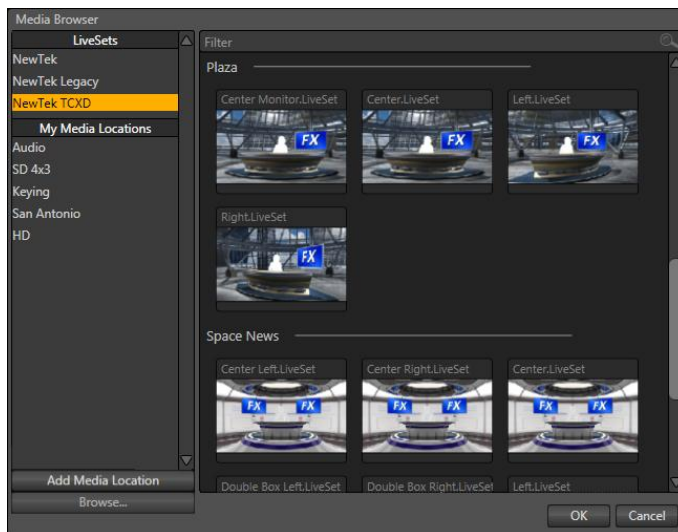 Media Browser
LiveSets
NewTek
NewTek Legacy
NewTek TCXD
My Media Locations
Audio
SD 4x3
Keying
San Antonio
HD
Add Media Location
Browse...
Filter
Plaza
Center Monitor.LiveSet
Center.LiveSet
Left.LiveSet
FX
FX
FX
Right.LiveSet
FX
Space News
Center Left.LiveSet
Center Right.LiveSet
Center.LiveSet
FX FX
FX FX
FX FX
Double Box Left.LiveSet
Double Box Right.LiveSet
Left.LiveSet
OK
Cancel